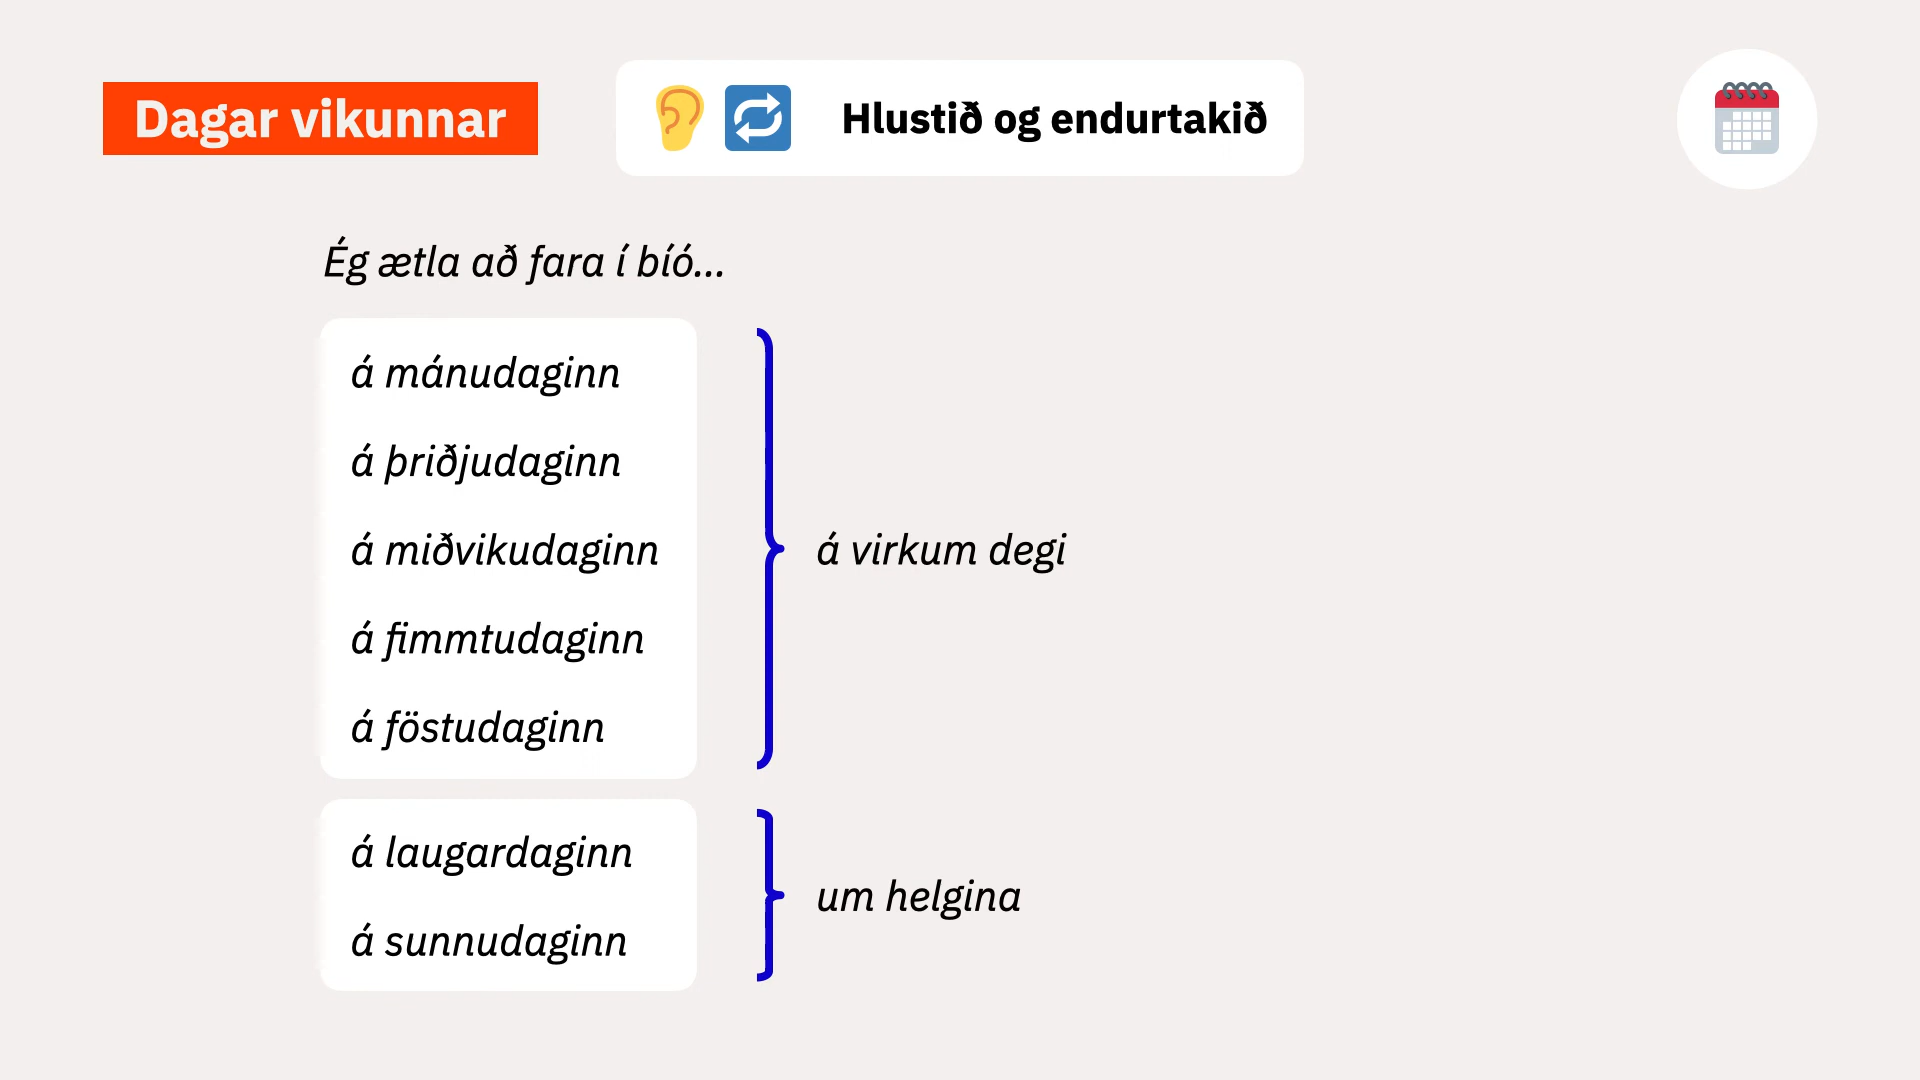 Dagar vikunnar
Hlustið og endurtakið
Ég ætla að fara í bíó...
á mánudaginn
á þriðjudaginn
á miðvikudaginn
á fimmtudaginn
á föstudaginn
á virkum degi
á laugardaginn
á sunnudaginn
um helgina